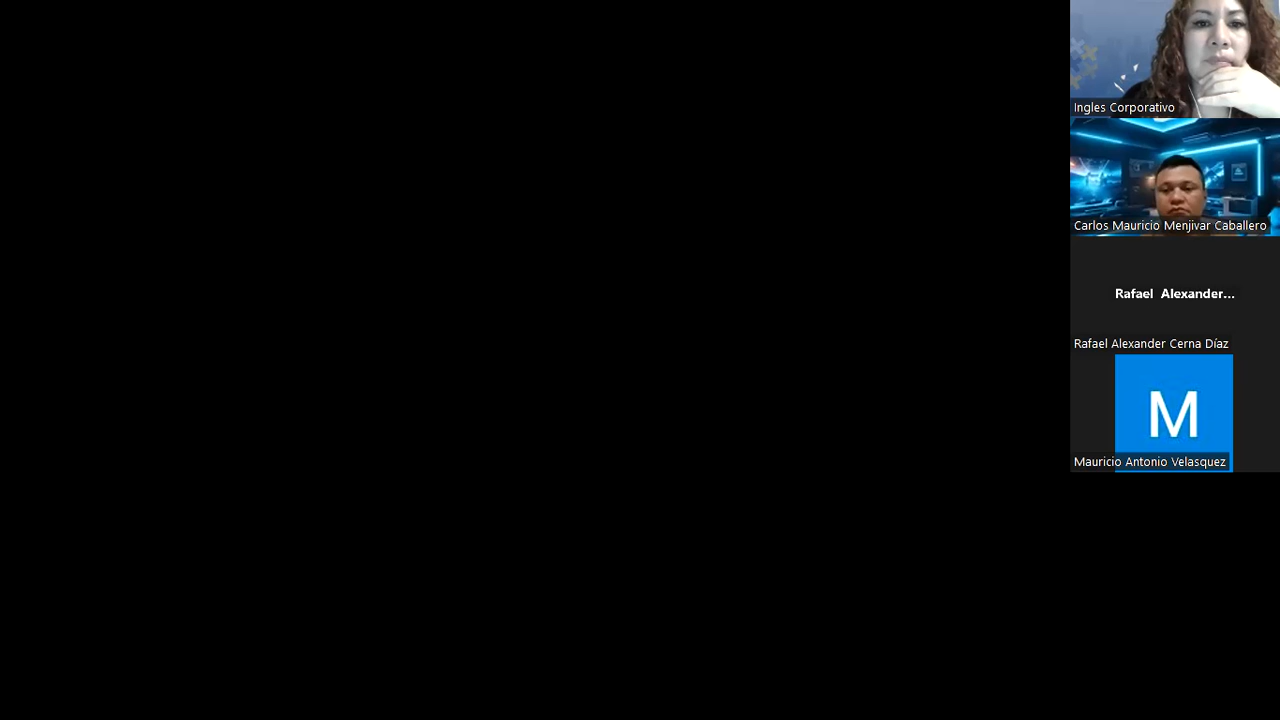 Ingles Corporativo
Carlos Mauricio Menjivar Caballero
Rafael Alexander...
Rafael Alexander Cerna Díaz
M
Mauricio Antonio Velasquez